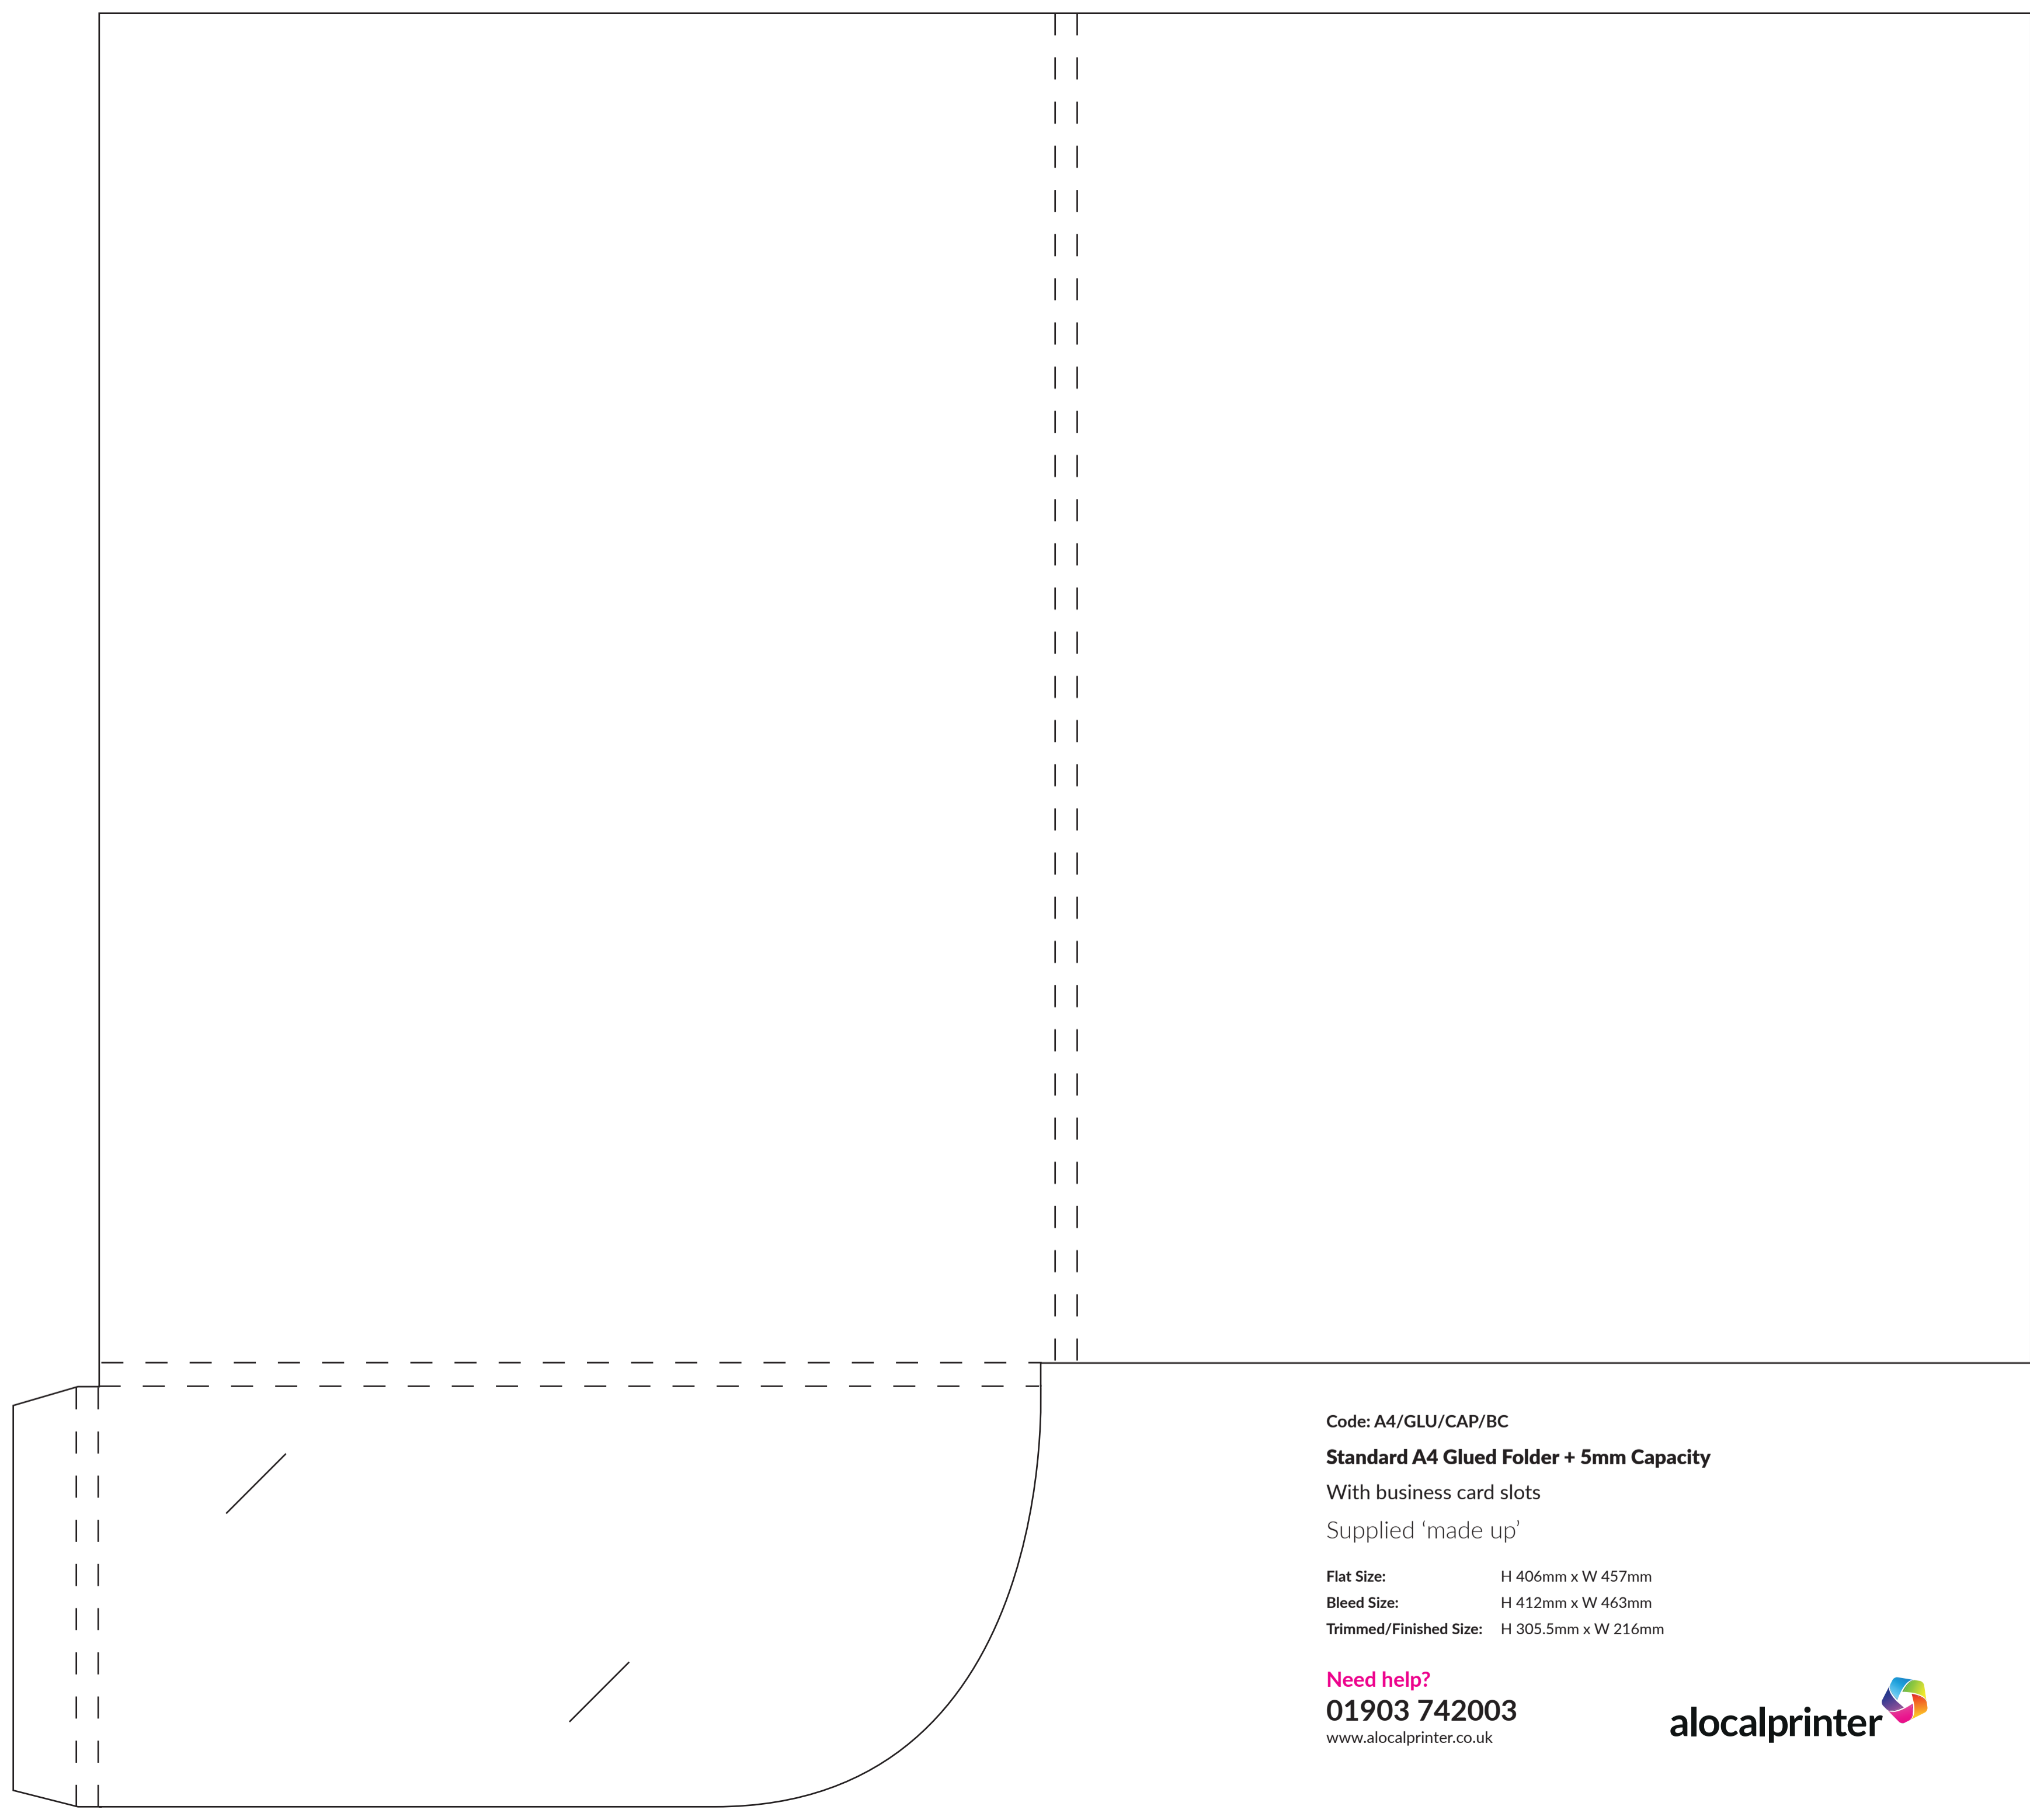 Code: A4/GLU/CAP/BC
Standard A4 Glued Folder + 5mm Capacity
With business card slots
Supplied ‘made up’
Flat Size: H 406mm x W 457mm
Bleed Size: H 412mm x W 463mm
Trimmed/Finished Size: H 305.5mm x W 216mm
Need help?
01903 742003
www.alocalprinter.co.uk
alocalprinter